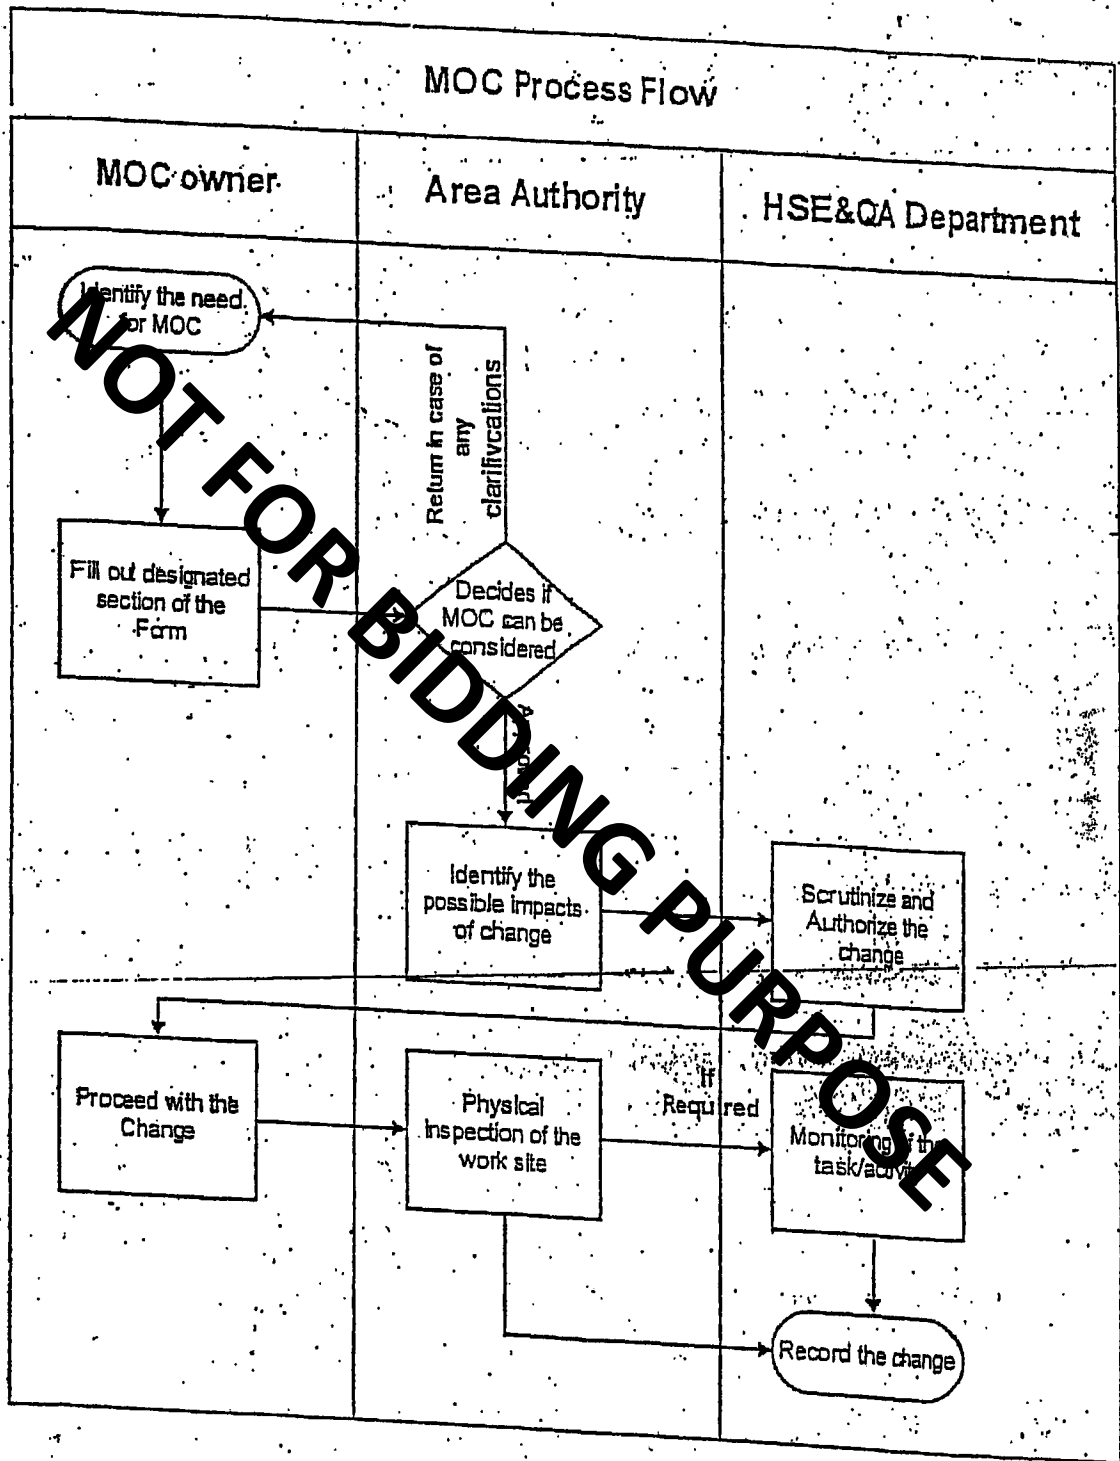 MOC Process Flow
MOC owner
Area Authority
HSE&QA Department
Identify the need
for MOC
Return in case of
any
clarifivcations
Fill out designated
section of the
Form
Decides if
MOC can be
considered
Identify the
possible impacts
of change
Scrutinize and
Authorize the
change
Proceed with the
Change
Physical
Inspection of the
work site
If
Required
Monitoring of the
Record the change
NOT FOR BIDDING PURPOSE